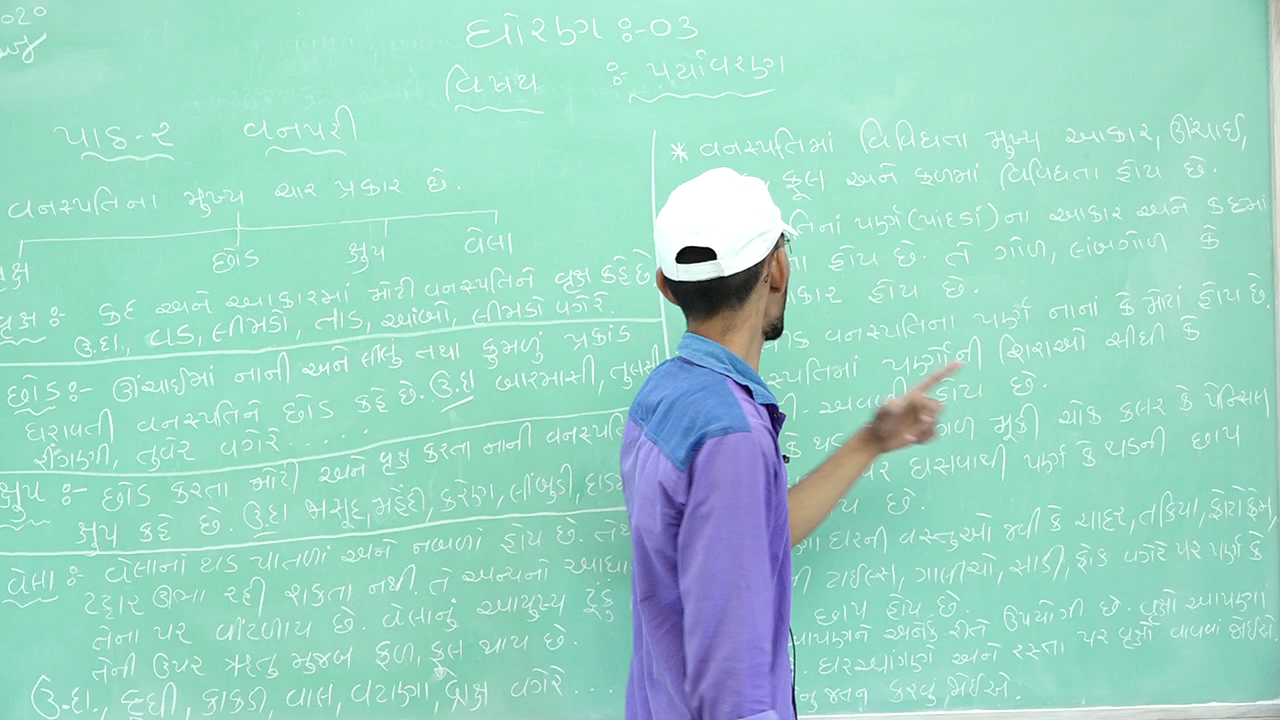 2020
ધોરણ :- 03
વિષય :- પર્યાવરણ
પાઠ-૨ વનપરી
વનસ્પતિના મુખ્ય ચાર પ્રકાર છે.
વૃક્ષ છોડ ક્ષુપ વેલા
વૃક્ષ :- કદ અને આકારમાં મોટી વનસ્પતિને વૃક્ષ કહે છે
ઉ.દા., વડ, લીમડો, તાડ, આંબો, લીમડો વગેરે.
છોડ:- ઊંચાઈમાં નાની અને લીલું તથા કુમળું પ્રકાંડ
ધરાવતી વનસ્પતિને છોડ કહે છે. ઉ.દા બારમાસી, તુલસી
રીંગણી, તુવેર વગેરે.....
ક્ષુપ :- છોડ કરતા મોટી અને વૃક્ષ કરતા નાની વનસ્પતિ
ક્ષુપ કહે છે. ઉ.દા જાસૂદ, મહેંદી, કરેણ, લીંબુડી,
વેલા :- વેલાનાં થડ પાતળાં અને નબળાં હોય છે. તે
ટટ્ટાર ઊભા રહી શકતા નથી. તે અન્યનો આધા
તેના પર વીંટળાય છે. વેલાનું આયુષ્ય ટૂંકુ
તેની ઉપર ઋતુ મુજબ ફળ, ફૂલ થાય છે.
ઉ.દા., દૂધી, કાકડી, વાલ, વટાણા, દ્રાક્ષ વગેરે ....
* વનસ્પતિમાં વિવિધતા મુખ્ય આકાર, ઊંચાઈ,
ફૂલ અને ફળમાં વિવિધતા હોય છે.
તિનાં પર્ણ(પાંદડાં)ના આકાર અને કદમાં
હોય છે. તે ગોળ, લાંબગોળ કે
કાર હોય છે.
વનસ્પતિના પર્ણો નાનાં કે મોટાં હોય છે.
સ્પતિમાં પર્ણોની શિરાઓ સીધી કે
હોય છે.
મૂકી ચોક કલર કે પેન્સિલ
પર ઘસવાથી પર્ણ કે થડની છાપ
છે.
ઘરની વસ્તુઓ જેવી કે ચાદર, તકિયા, ફોટોફ્રેમ,
ટાઈલ્સ, ગાલીચો, સાડી, ફ્રોક વગેરે પર પર્ણ કે
છાપ હોય છે.
આપણને અનેક રીતે ઉપયોગી છે. વૃક્ષો આપણા
ઘરઆંગણે અને રસ્તા પર વૃક્ષો વાવવાં જોઈએ
નું જતન કરવું જોઈએ.